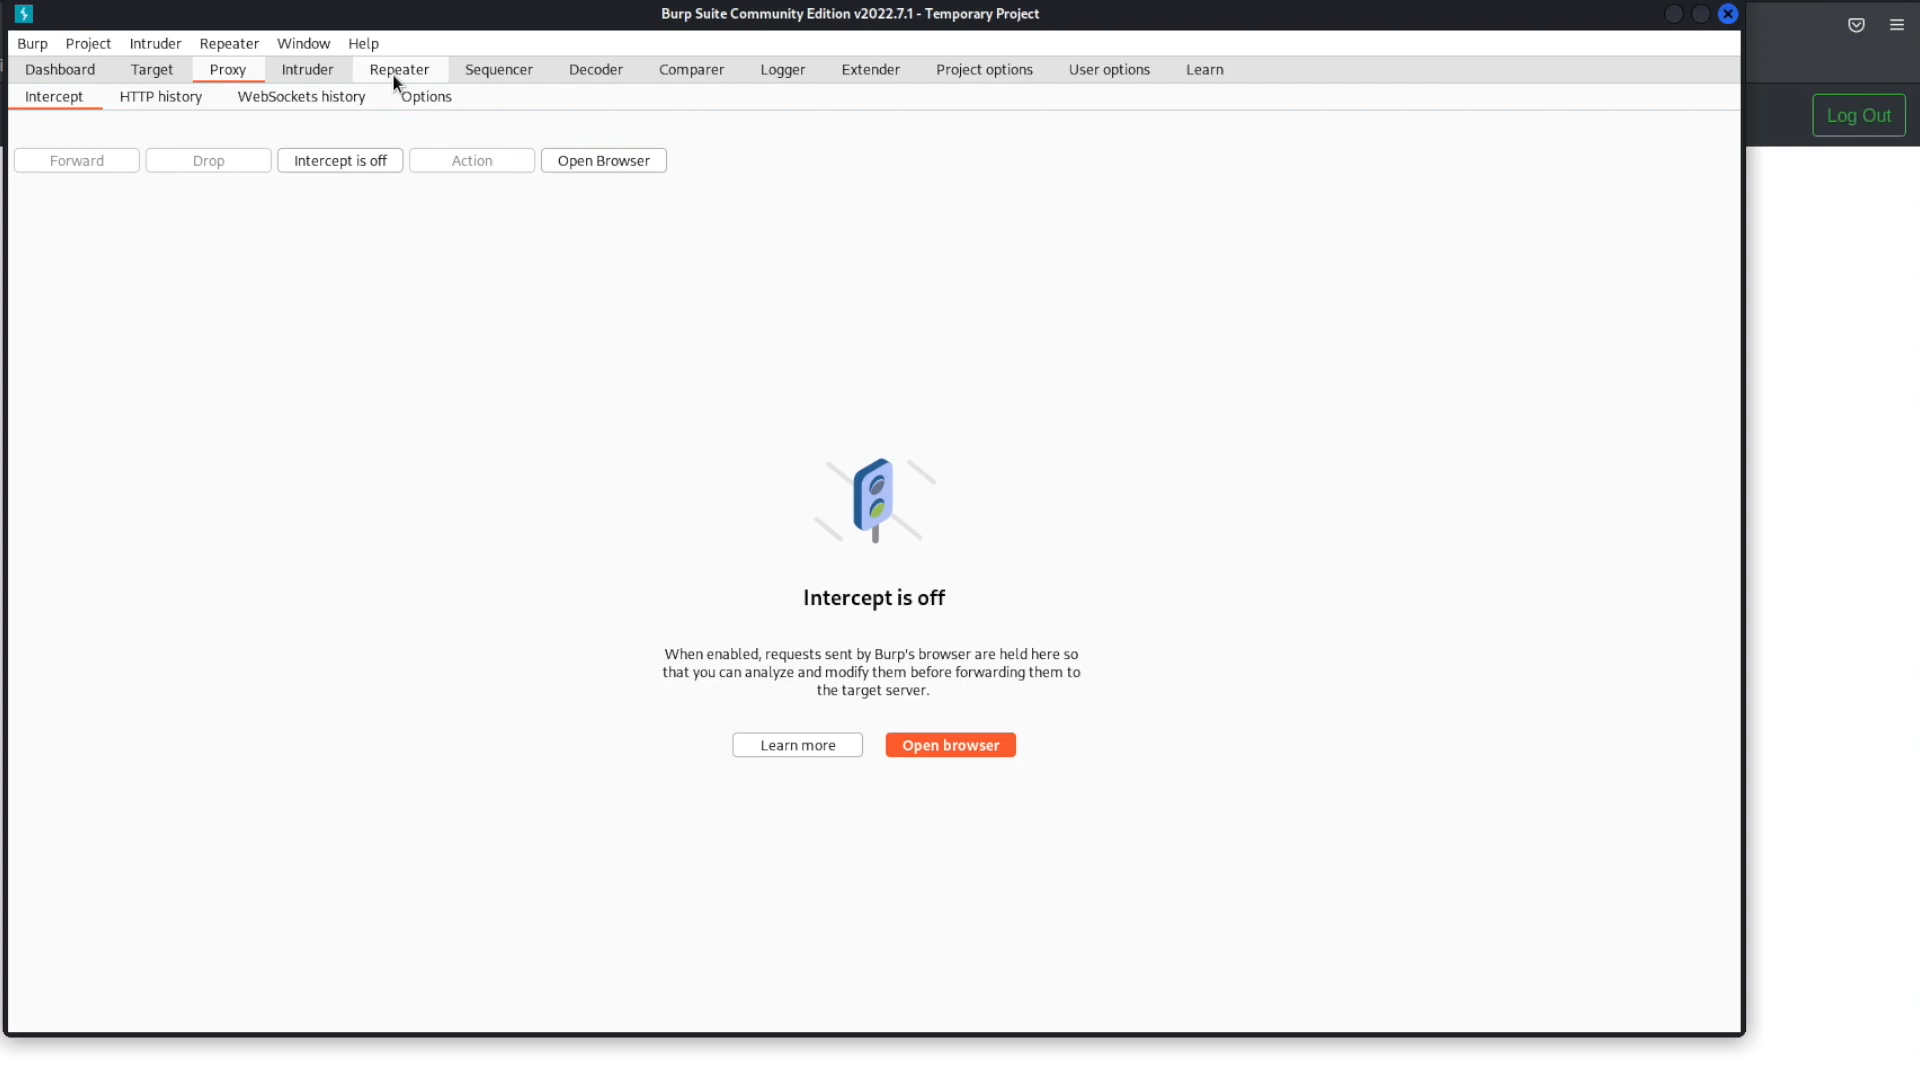 Burp Suite Community Edition v2022.7.1 - Temporary Project
Burp Project Intruder Repeater Window Help
Dashboard Target Proxy Intruder Repeater Sequencer Decoder Comparer Logger Extender Project options User options Learn
Intercept HTTP history WebSockets history Options
Log Out
Forward Drop Intercept is off Action Open Browser
Intercept is off
When enabled, requests sent by Burp's browser are held here so
that you can analyze and modify them before forwarding them to
the target server.
Learn more Open browser